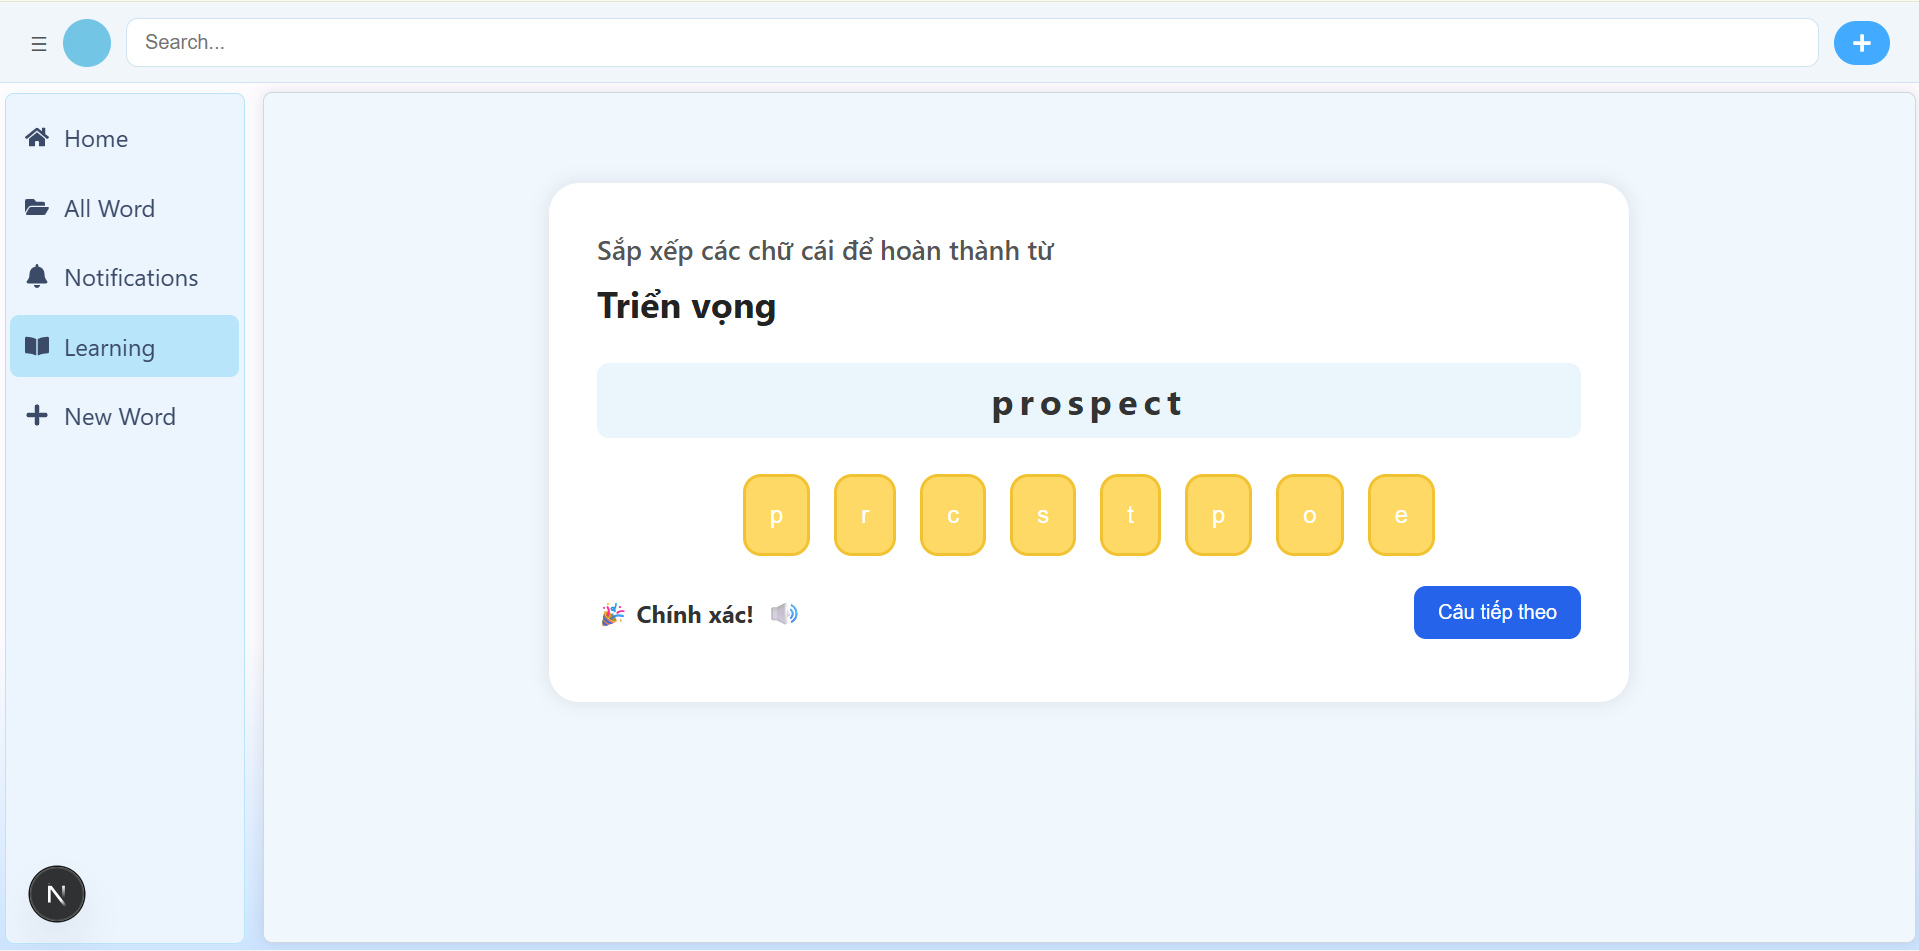 Search...
Home
All Word
Notifications
Learning
New Word
Sắp xếp các chữ cái để hoàn thành từ
Triển vọng
prospect
p r c s t p o e
Chính xác!
Câu tiếp theo
N